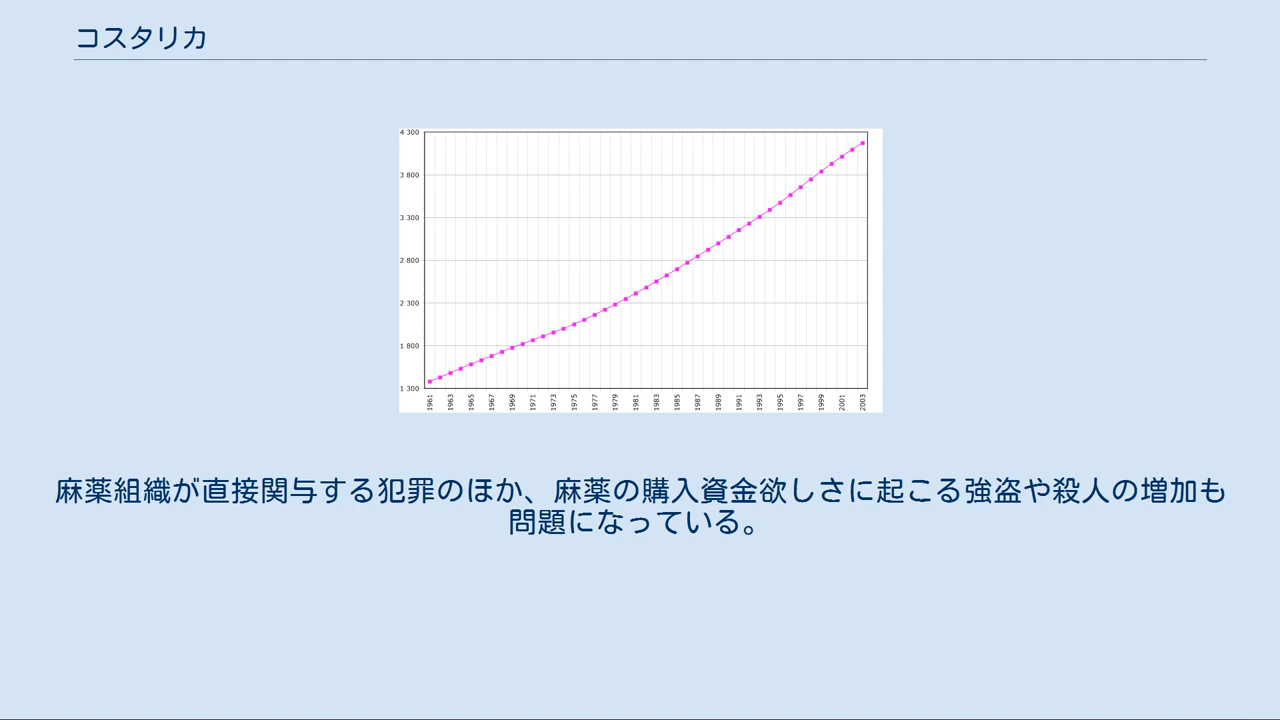 コスタリカ
4 300
3 800
3 300
2 800
2 300
1 800
1 300
1961 1963 1965 1967 1969 1971 1973 1975 1977 1979 1981 1983 1985 1987 1989 1991 1993 1995 1997 1999 2001 2003
麻薬組織が直接関与する犯罪のほか、麻薬の購入資金欲しさに起こる強盗や殺人の増加も
問題になっている。